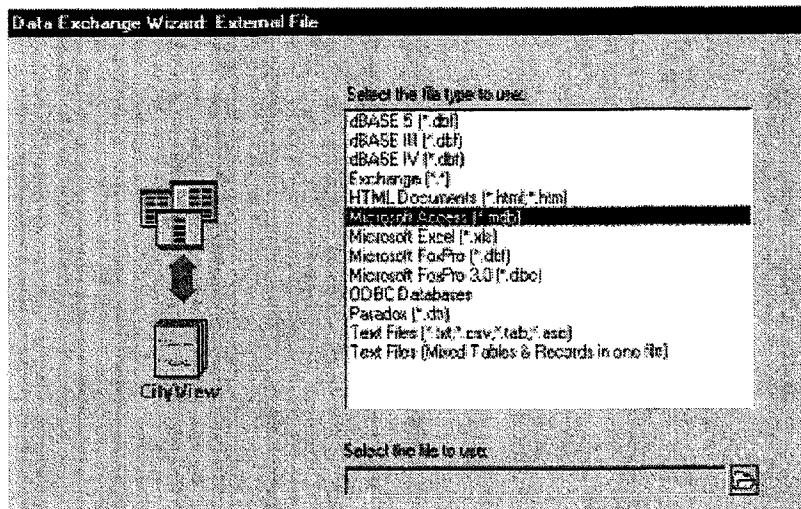 Data Exchange Wizard: External File
Select the file type to use:
dBASE 5 (*.dbf)
dBASE III (*.dbf)
dBASE IV (*.dbf)
Exchange (*.*)
HTML Documents (*.html;*.htm)
Microsoft Access (*.mdb)
Microsoft Excel (*.xls)
Microsoft FoxPro (*.dbf)
Microsoft FoxPro 3.0 (*.dbc)
ODBC Databases
Paradox (*.db)
Text Files (*.txt;*.csv;*.tab;*.asc)
Text Files (Mixed Tables & Records in one file)
CityView
Select the file to use: